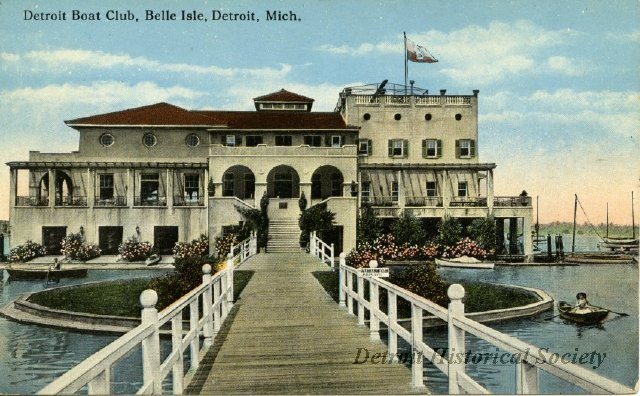 Detroit Boat Club, Belle Isle, Detroit, Mich.
Detroit Historical Society